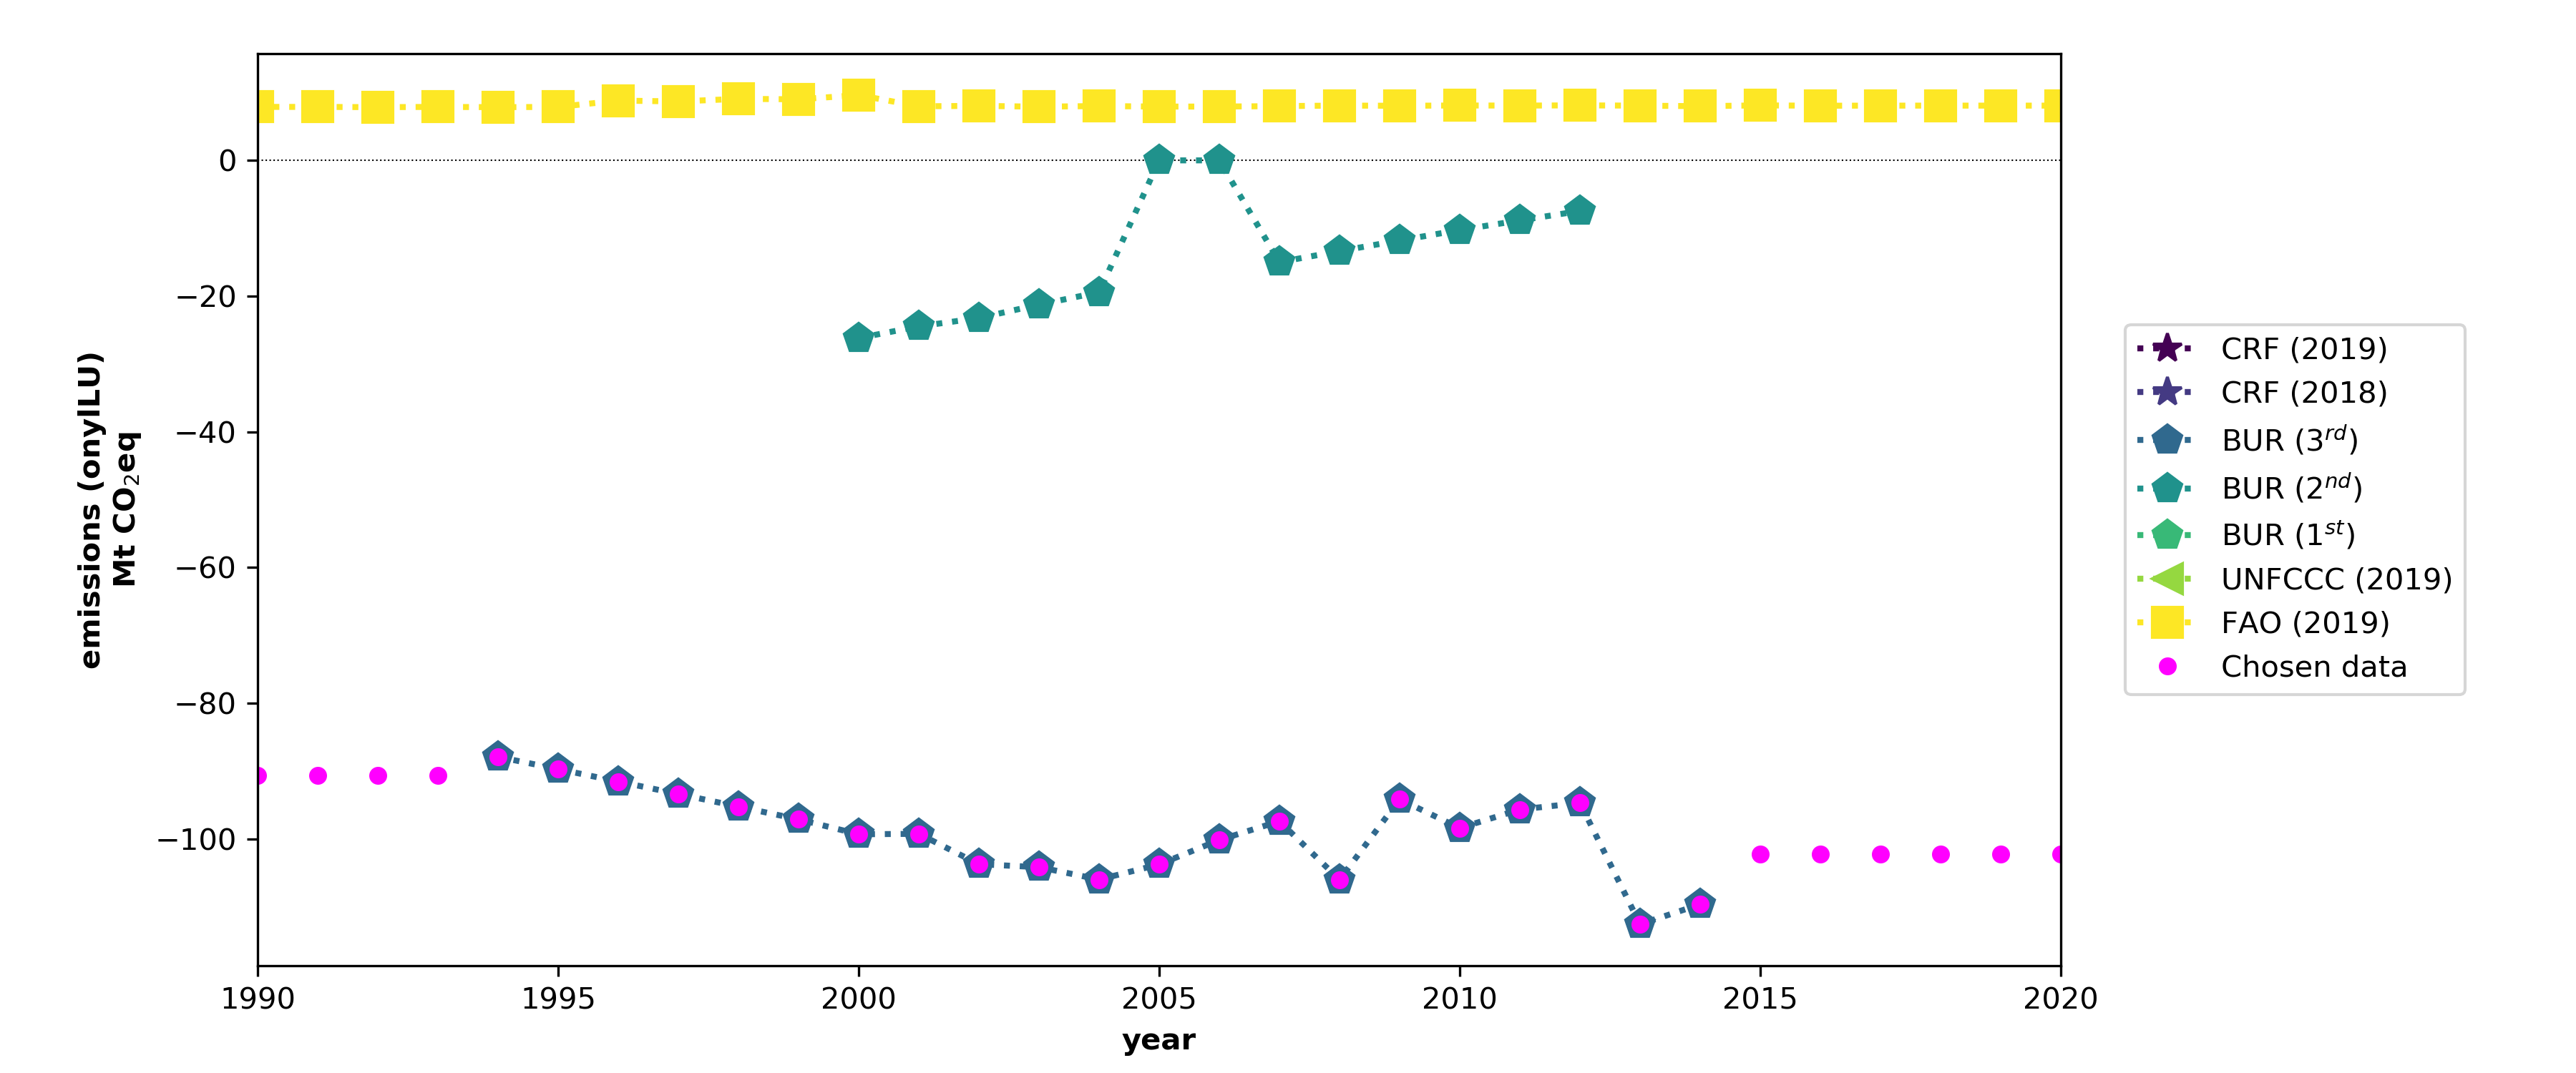 emissions (onylLU)
Mt CO₂eq
0
−20
−40
−60
−80
−100
1990 1995 2000 2005 2010 2015 2020
year
CRF (2019)
CRF (2018)
BUR (3ʳᵈ)
BUR (2ⁿᵈ)
BUR (1ˢᵗ)
UNFCCC (2019)
FAO (2019)
Chosen data